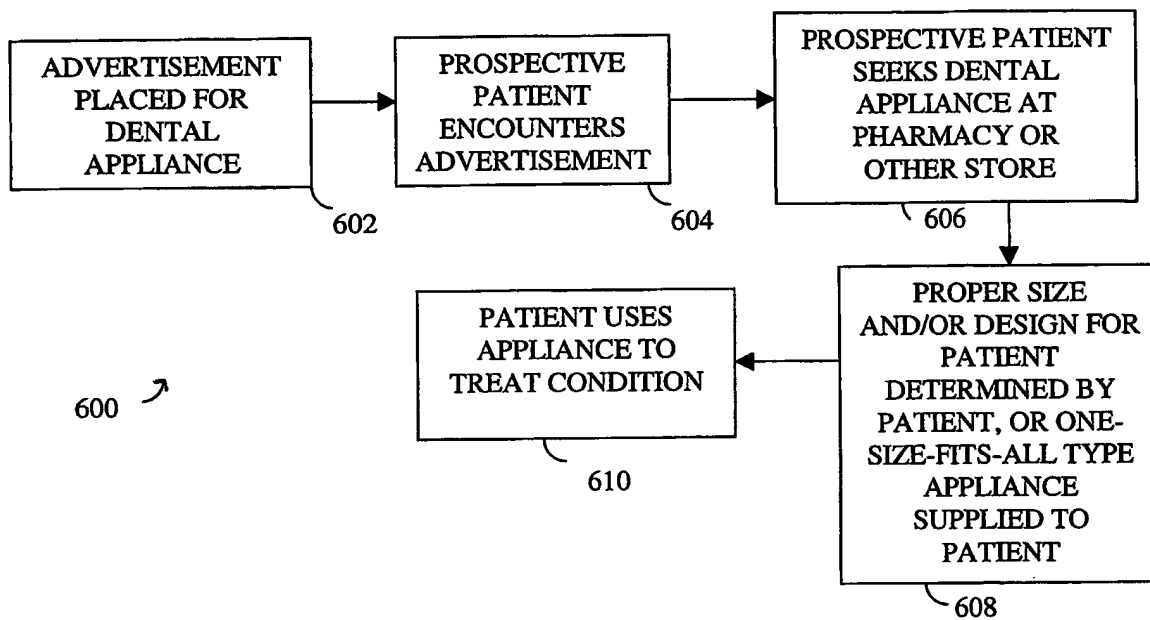 ADVERTISEMENT
PLACED FOR
DENTAL
APPLIANCE
602
PROSPECTIVE
PATIENT
ENCOUNTERS
ADVERTISEMENT
604
PROSPECTIVE PATIENT
SEEKS DENTAL
APPLIANCE AT
PHARMACY OR
OTHER STORE
606
PROPER SIZE
AND/OR DESIGN FOR
PATIENT
DETERMINED BY
PATIENT, OR ONE-
SIZE-FITS-ALL TYPE
APPLIANCE
SUPPLIED TO
PATIENT
608
PATIENT USES
APPLIANCE TO
TREAT CONDITION
610
600